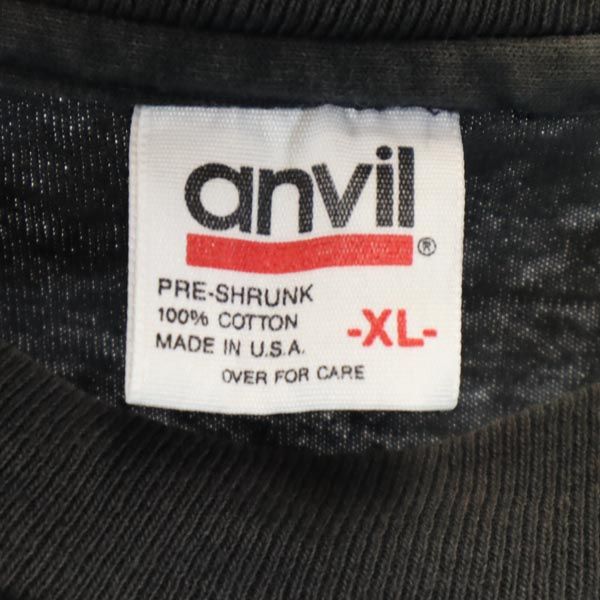 anvil®
PRE-SHRUNK
100% COTTON
MADE IN U.S.A.
-XL-
OVER FOR CARE